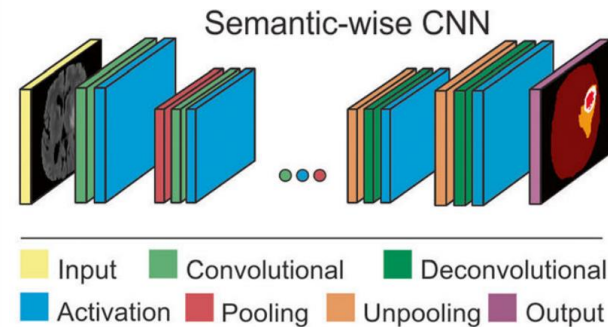 Semantic-wise CNN
Input Convolutional Deconvolutional
Activation Pooling Unpooling Output